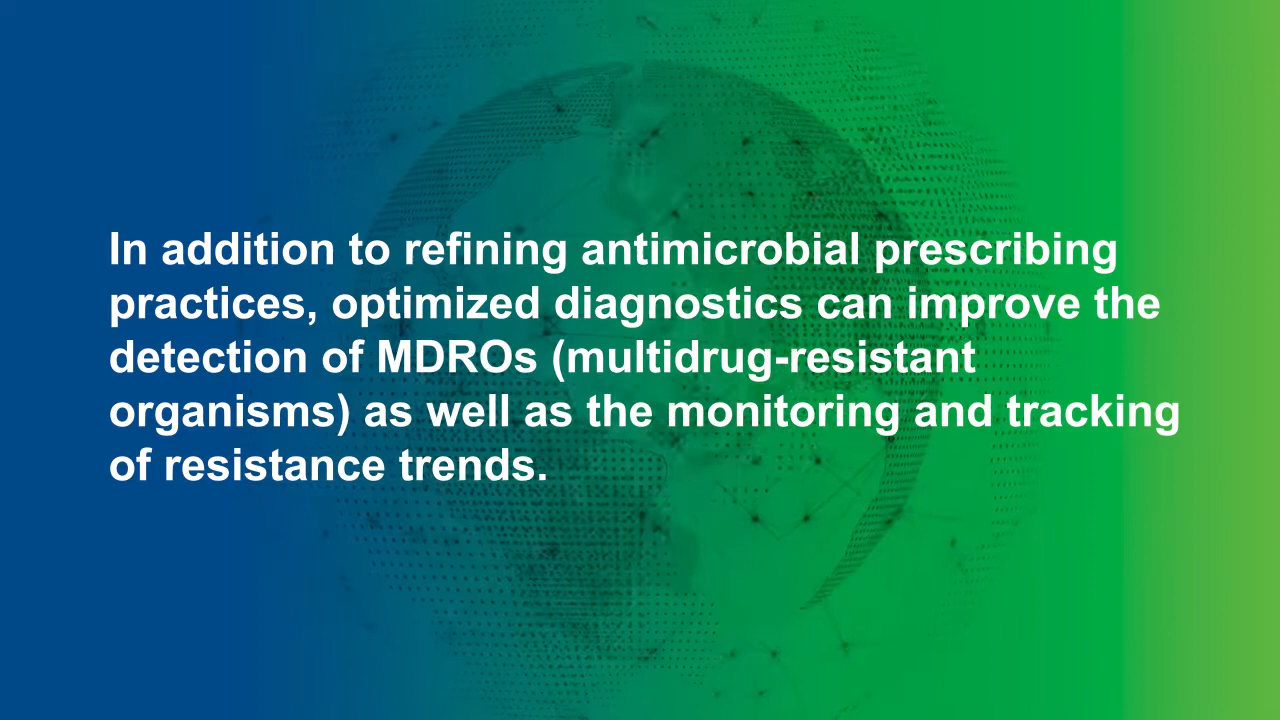 In addition to refining antimicrobial prescribing
practices, optimized diagnostics can improve the
detection of MDROs (multidrug-resistant
organisms) as well as the monitoring and tracking
of resistance trends.